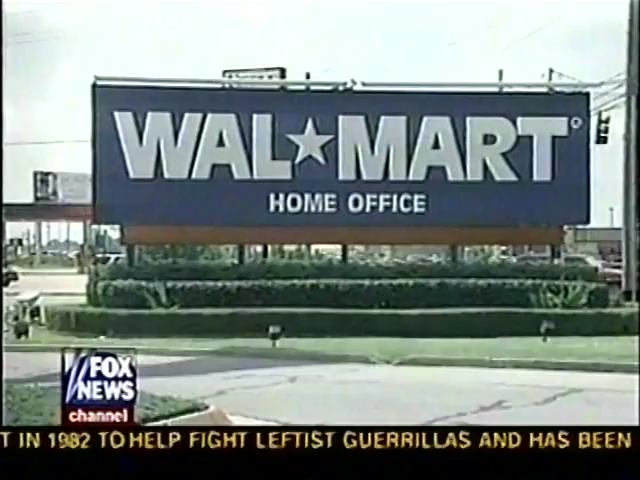 WAL★MART®
HOME OFFICE
FOX
NEWS
channel
T IN 1982 TO HELP FIGHT LEFTIST GUERRILLAS AND HAS BEEN